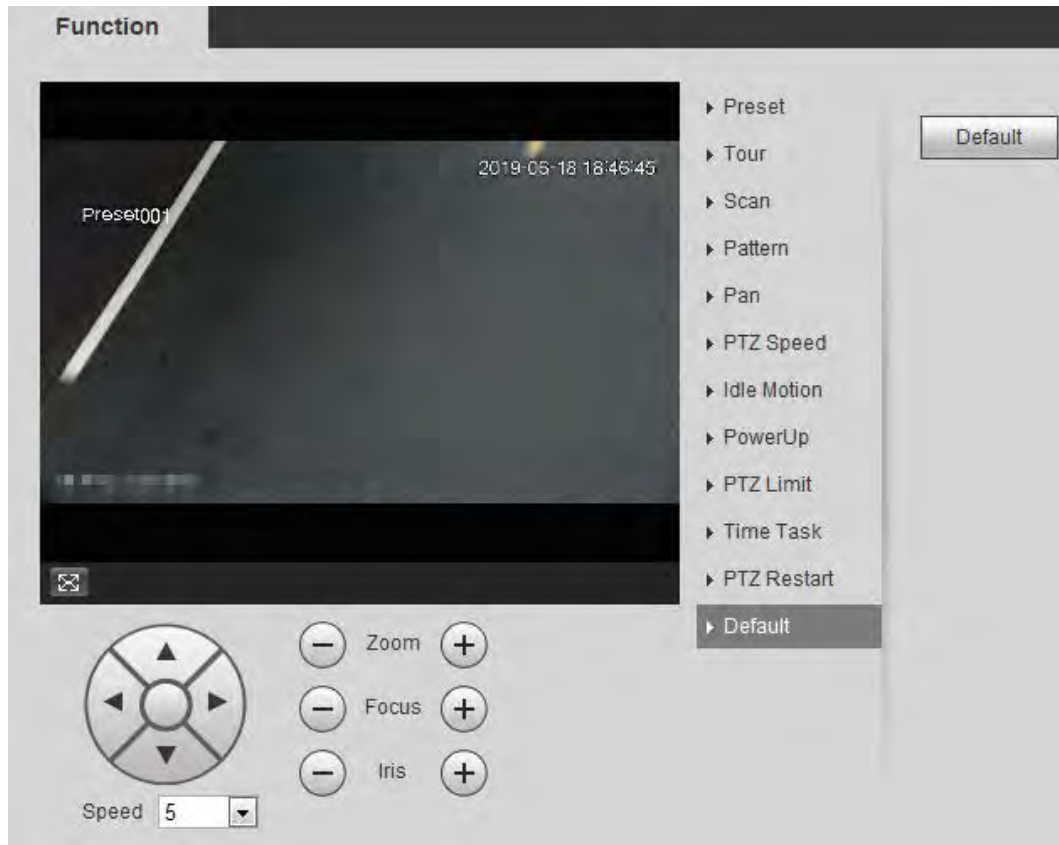 Function
2019-06-18 18:46:45
Preset001
Preset
Tour
Scan
Pattern
Pan
PTZ Speed
Idle Motion
PowerUp
PTZ Limit
Time Task
PTZ Restart
Default
Default
Zoom
Focus
Iris
Speed 5